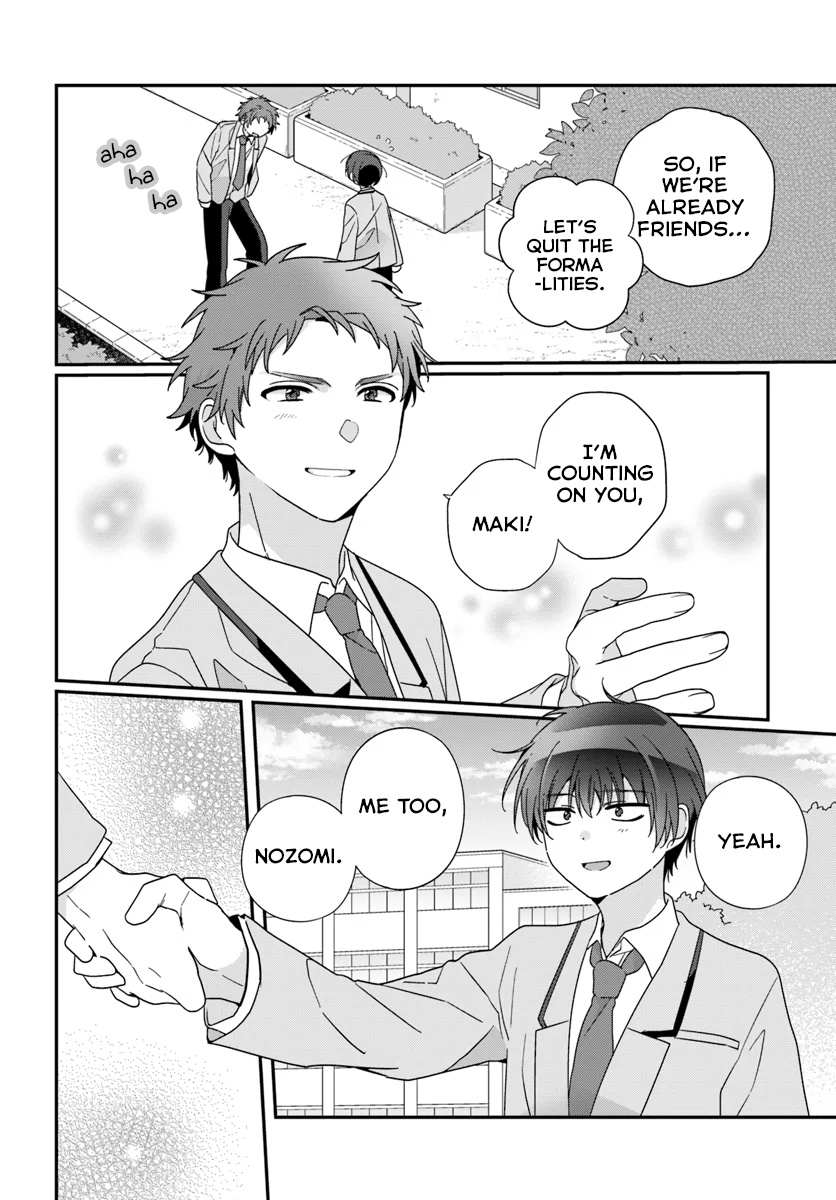 SO, IF
WE'RE
ALREADY
FRIENDS...
LET'S
QUIT THE
FORMA
-LITIES.
aha
ha
ha
I'M
COUNTING
ON YOU,
MAKI!
YEAH.
ME TOO,
NOZOMI.